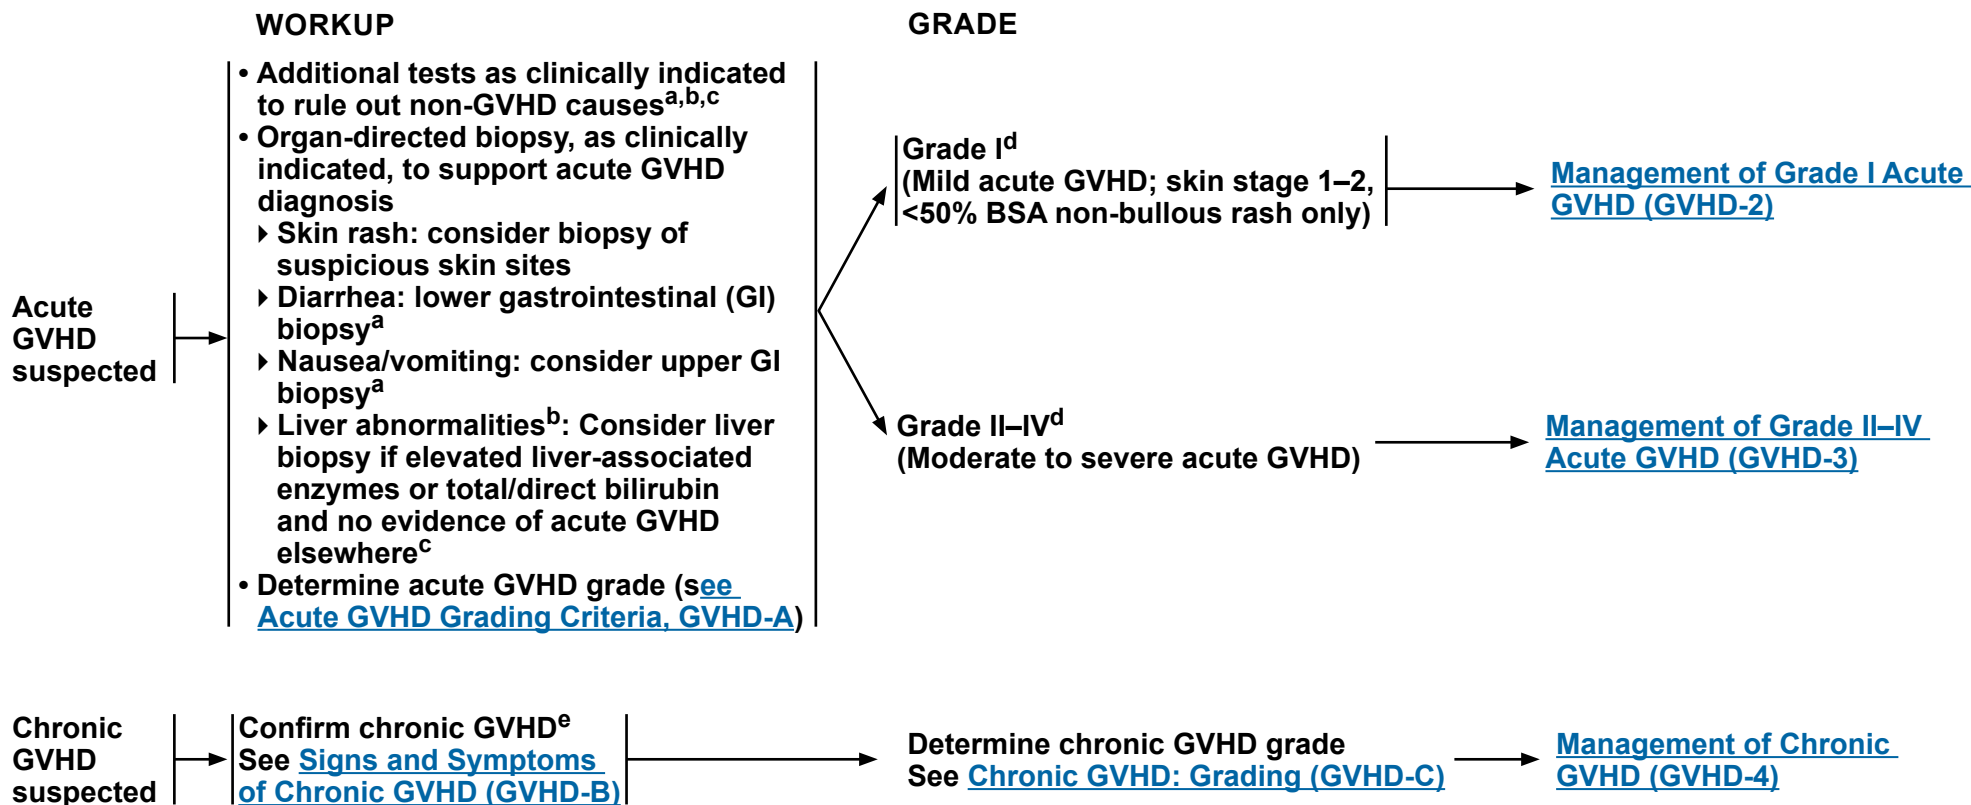 WORKUP
GRADE
Acute
GVHD
suspected
• Additional tests as clinically indicated
to rule out non-GVHD causesa,b,c
• Organ-directed biopsy, as clinically
indicated, to support acute GVHD
diagnosis
▸ Skin rash: consider biopsy of
suspicious skin sites
▸ Diarrhea: lower gastrointestinal (GI)
biopsya
▸ Nausea/vomiting: consider upper GI
biopsya
▸ Liver abnormalitiesb: Consider liver
biopsy if elevated liver-associated
enzymes or total/direct bilirubin
and no evidence of acute GVHD
elsewherec
• Determine acute GVHD grade (see
Acute GVHD Grading Criteria, GVHD-A)
Grade Id
(Mild acute GVHD; skin stage 1–2,
<50% BSA non-bullous rash only)
Management of Grade I Acute
GVHD (GVHD-2)
Grade II–IVd
(Moderate to severe acute GVHD)
Management of Grade II–IV
Acute GVHD (GVHD-3)
Chronic
GVHD
suspected
Confirm chronic GVHDe
See Signs and Symptoms
of Chronic GVHD (GVHD-B)
Determine chronic GVHD grade
See Chronic GVHD: Grading (GVHD-C)
Management of Chronic
GVHD (GVHD-4)